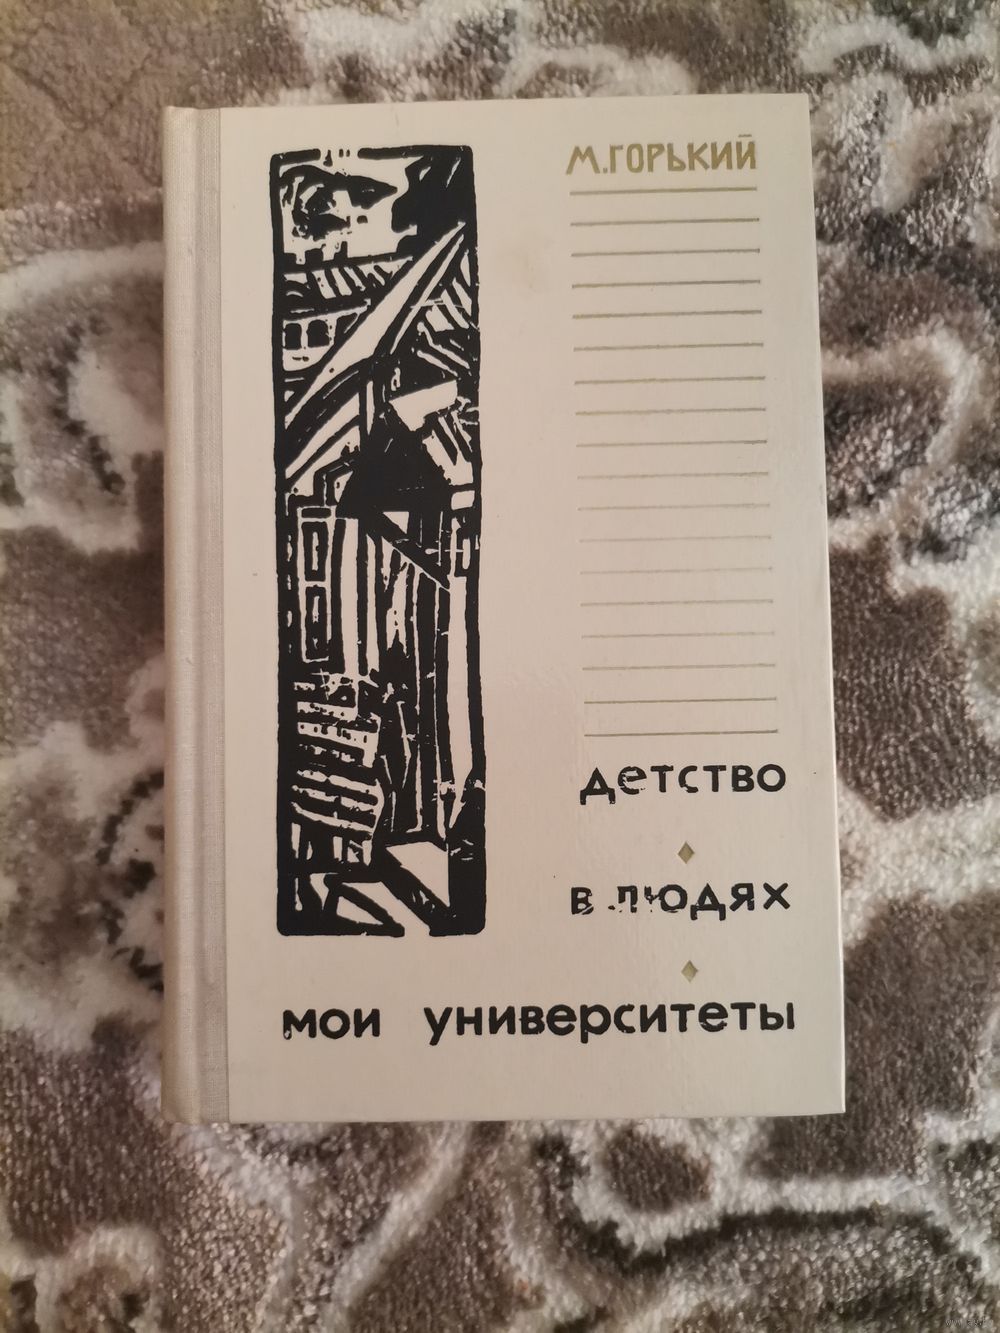 М.ГОРЬКИЙ
детство
в людях
мои университеты